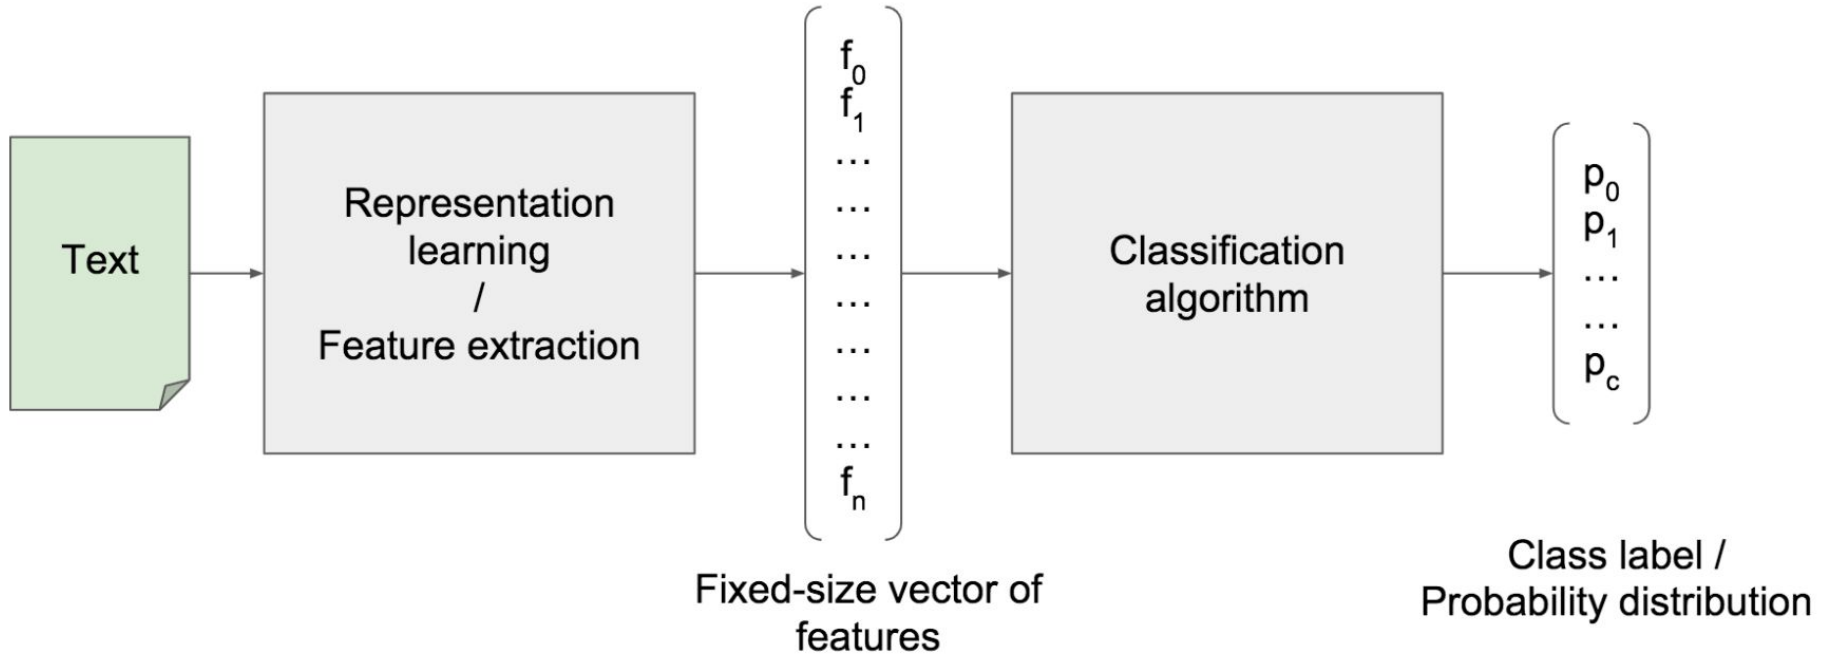 Text
Representation
learning
/
Feature extraction
f₀
f₁
...
...
...
...
...
...
...
fₙ
Fixed-size vector of
features
Classification
algorithm
p₀
p₁
...
...
p_c
Class label /
Probability distribution